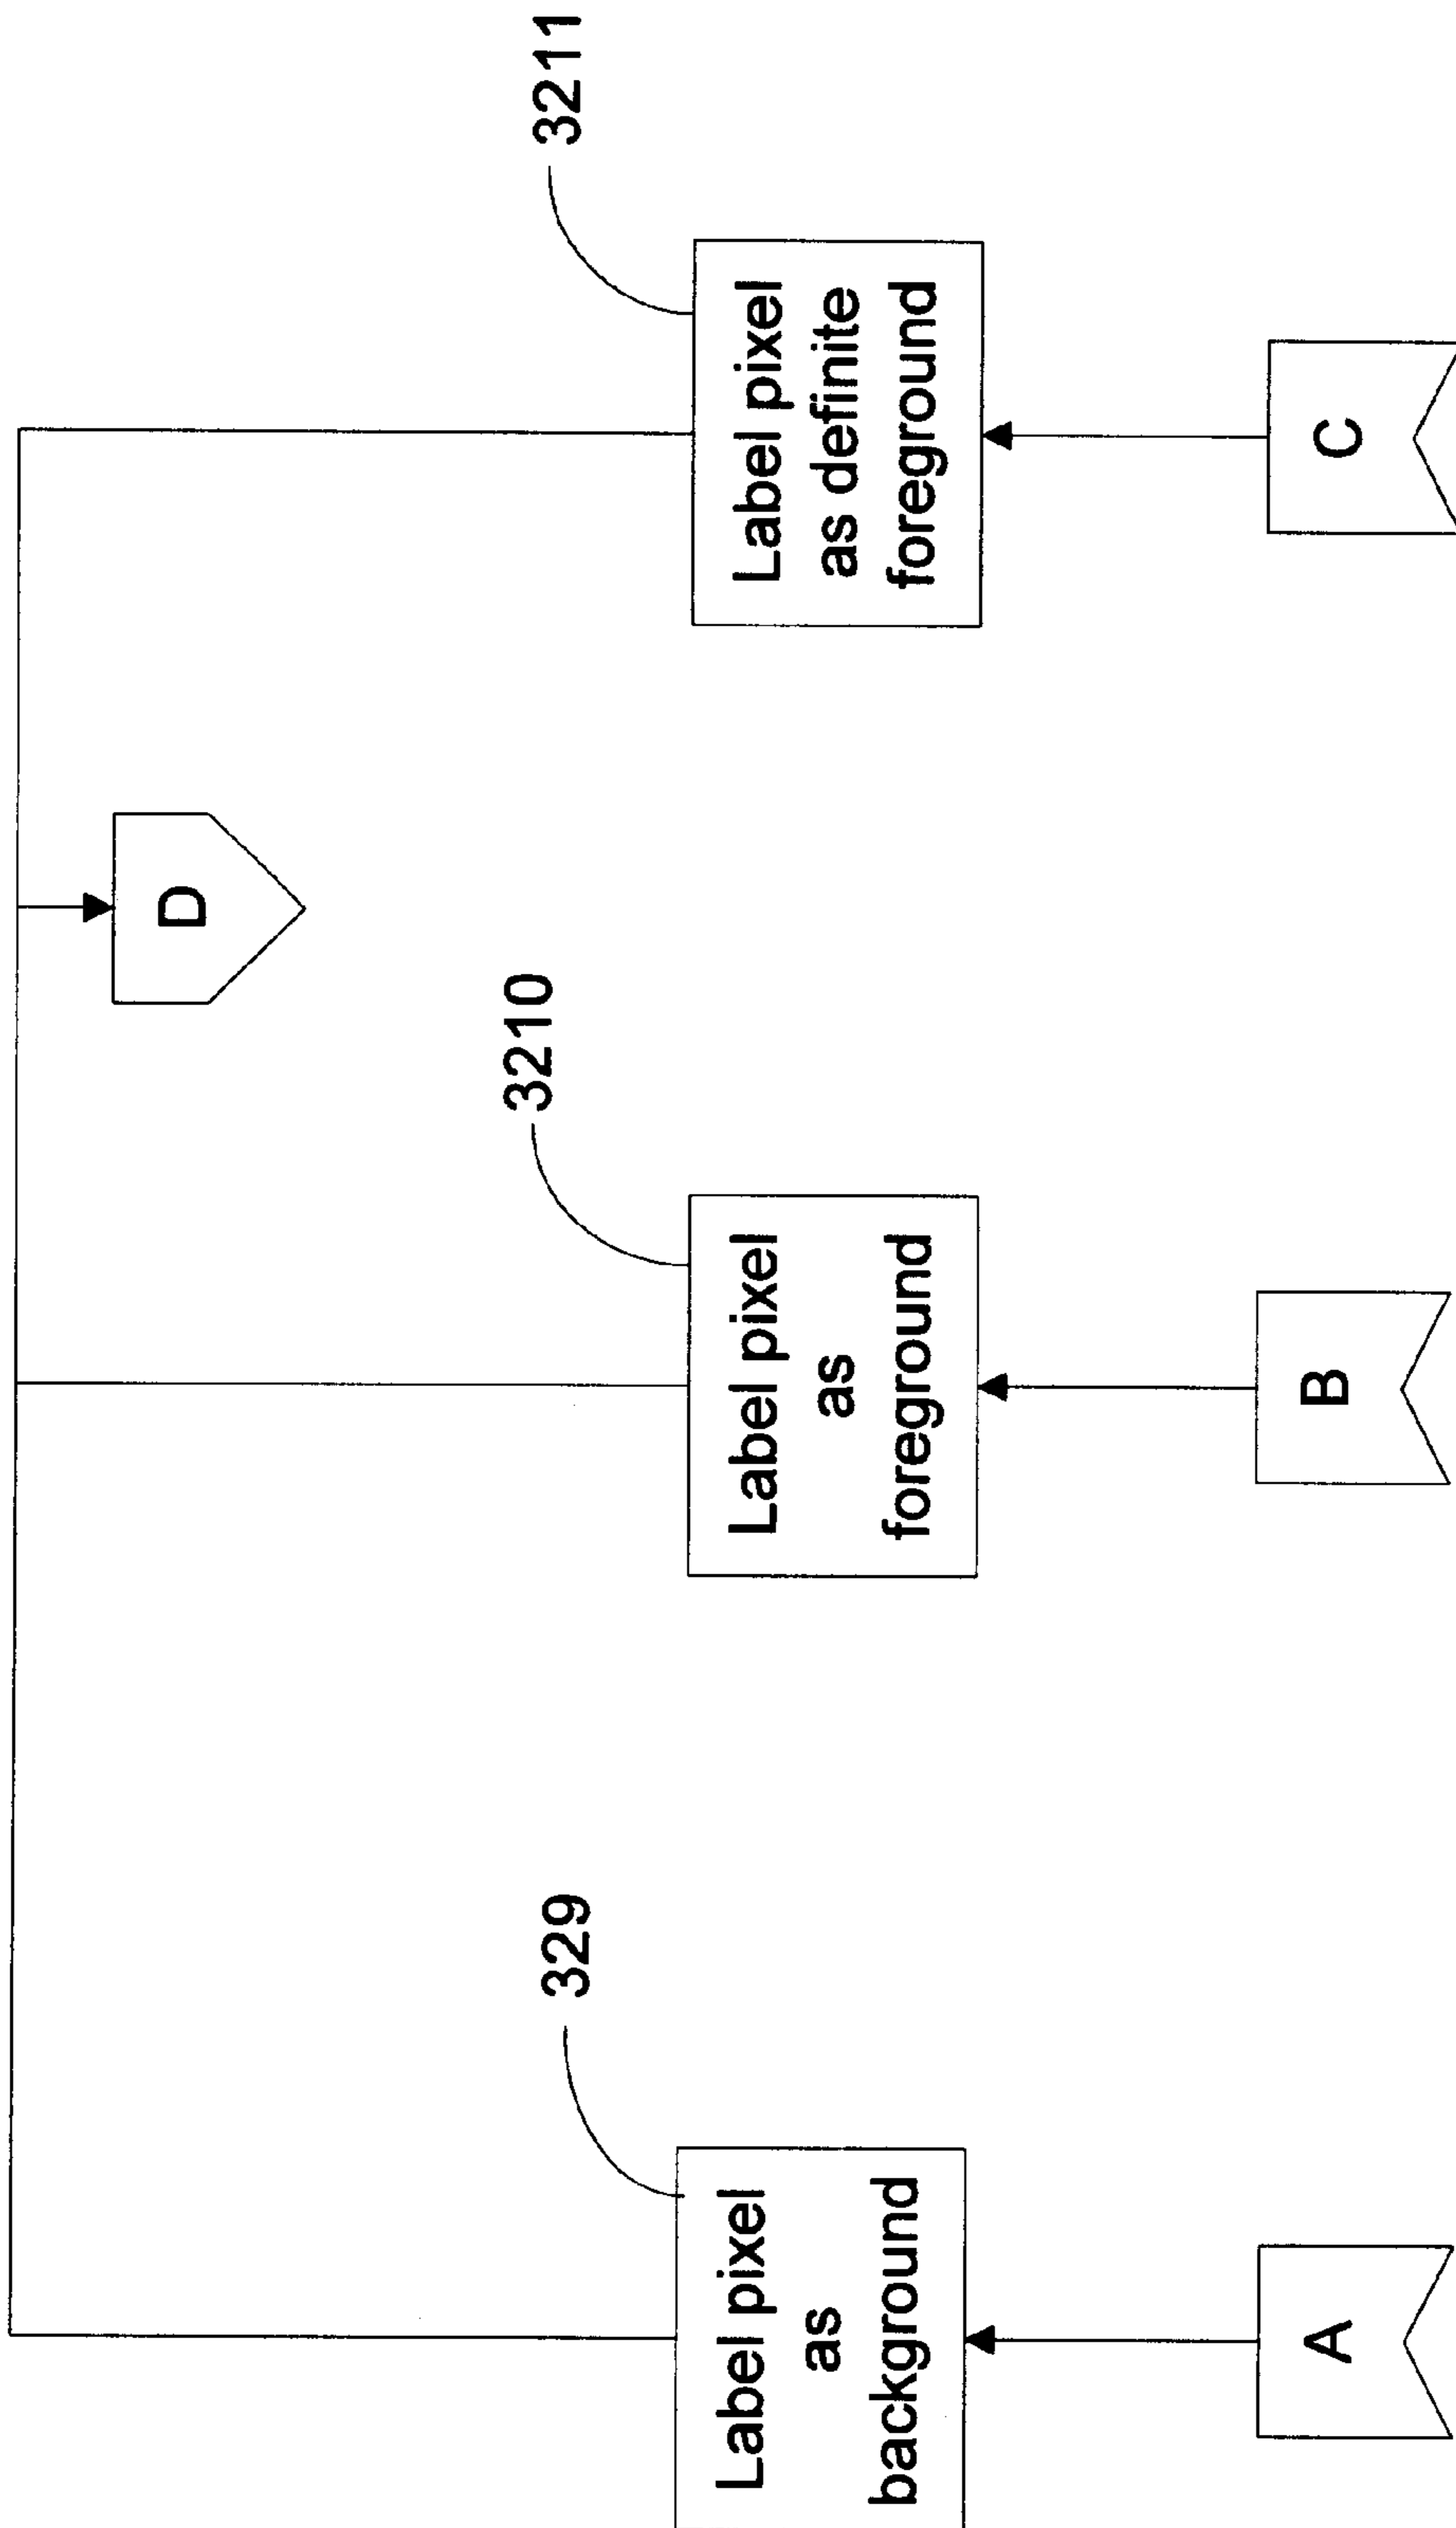 D
329
3210
3211
Label pixel
as
background
Label pixel
as
foreground
Label pixel
as definite
foreground
A
B
C